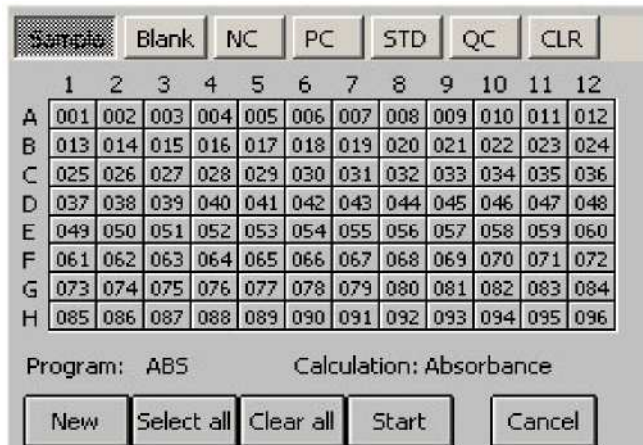 Sample Blank NC PC STD QC CLR
1 2 3 4 5 6 7 8 9 10 11 12
A 001 002 003 004 005 006 007 008 009 010 011 012
B 013 014 015 016 017 018 019 020 021 022 023 024
C 025 026 027 028 029 030 031 032 033 034 035 036
D 037 038 039 040 041 042 043 044 045 046 047 048
E 049 050 051 052 053 054 055 056 057 058 059 060
F 061 062 063 064 065 066 067 068 069 070 071 072
G 073 074 075 076 077 078 079 080 081 082 083 084
H 085 086 087 088 089 090 091 092 093 094 095 096
Program: ABS Calculation: Absorbance
New Select all Clear all Start Cancel